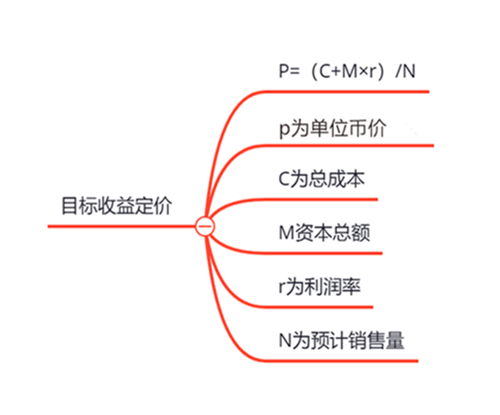 P=（C+M×r）/N
p为单位币价
C为总成本
目标收益定价
M资本总额
r为利润率
N为预计销售量